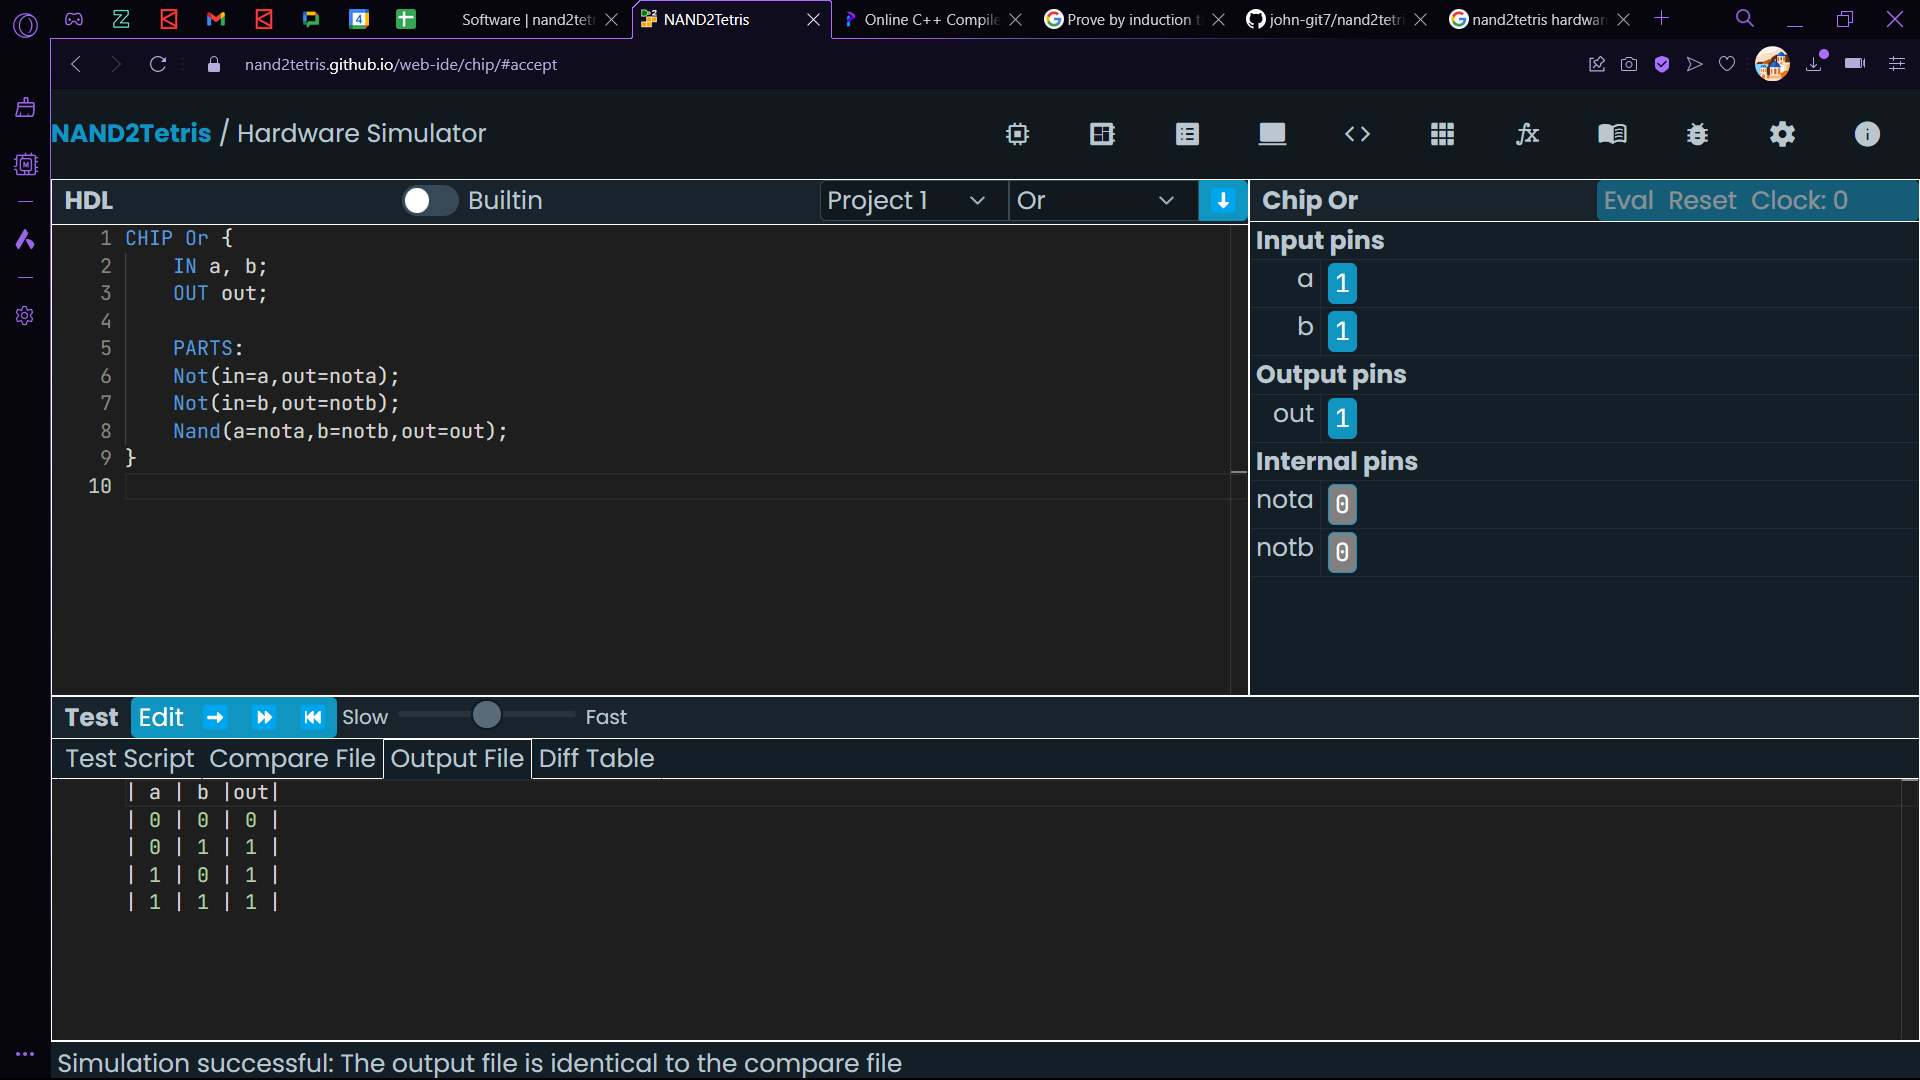 Software | nand2tetr
NAND2Tetris
Online C++ Compile
Prove by induction t
john-git7/nand2tetri
nand2tetris hardwar
nand2tetris.github.io/web-ide/chip/#accept
NAND2Tetris / Hardware Simulator
HDL Builtin Project 1 Or
1 CHIP Or {
2 IN a, b;
3 OUT out;
4
5 PARTS:
6 Not(in=a,out=nota);
7 Not(in=b,out=notb);
8 Nand(a=nota,b=notb,out=out);
9 }
10
Chip Or Eval Reset Clock: 0
Input pins
a 1
b 1
Output pins
out 1
Internal pins
nota 0
notb 0
Test Edit Slow Fast
Test Script Compare File Output File Diff Table
| a | b |out|
| 0 | 0 | 0 |
| 0 | 1 | 1 |
| 1 | 0 | 1 |
| 1 | 1 | 1 |
Simulation successful: The output file is identical to the compare file